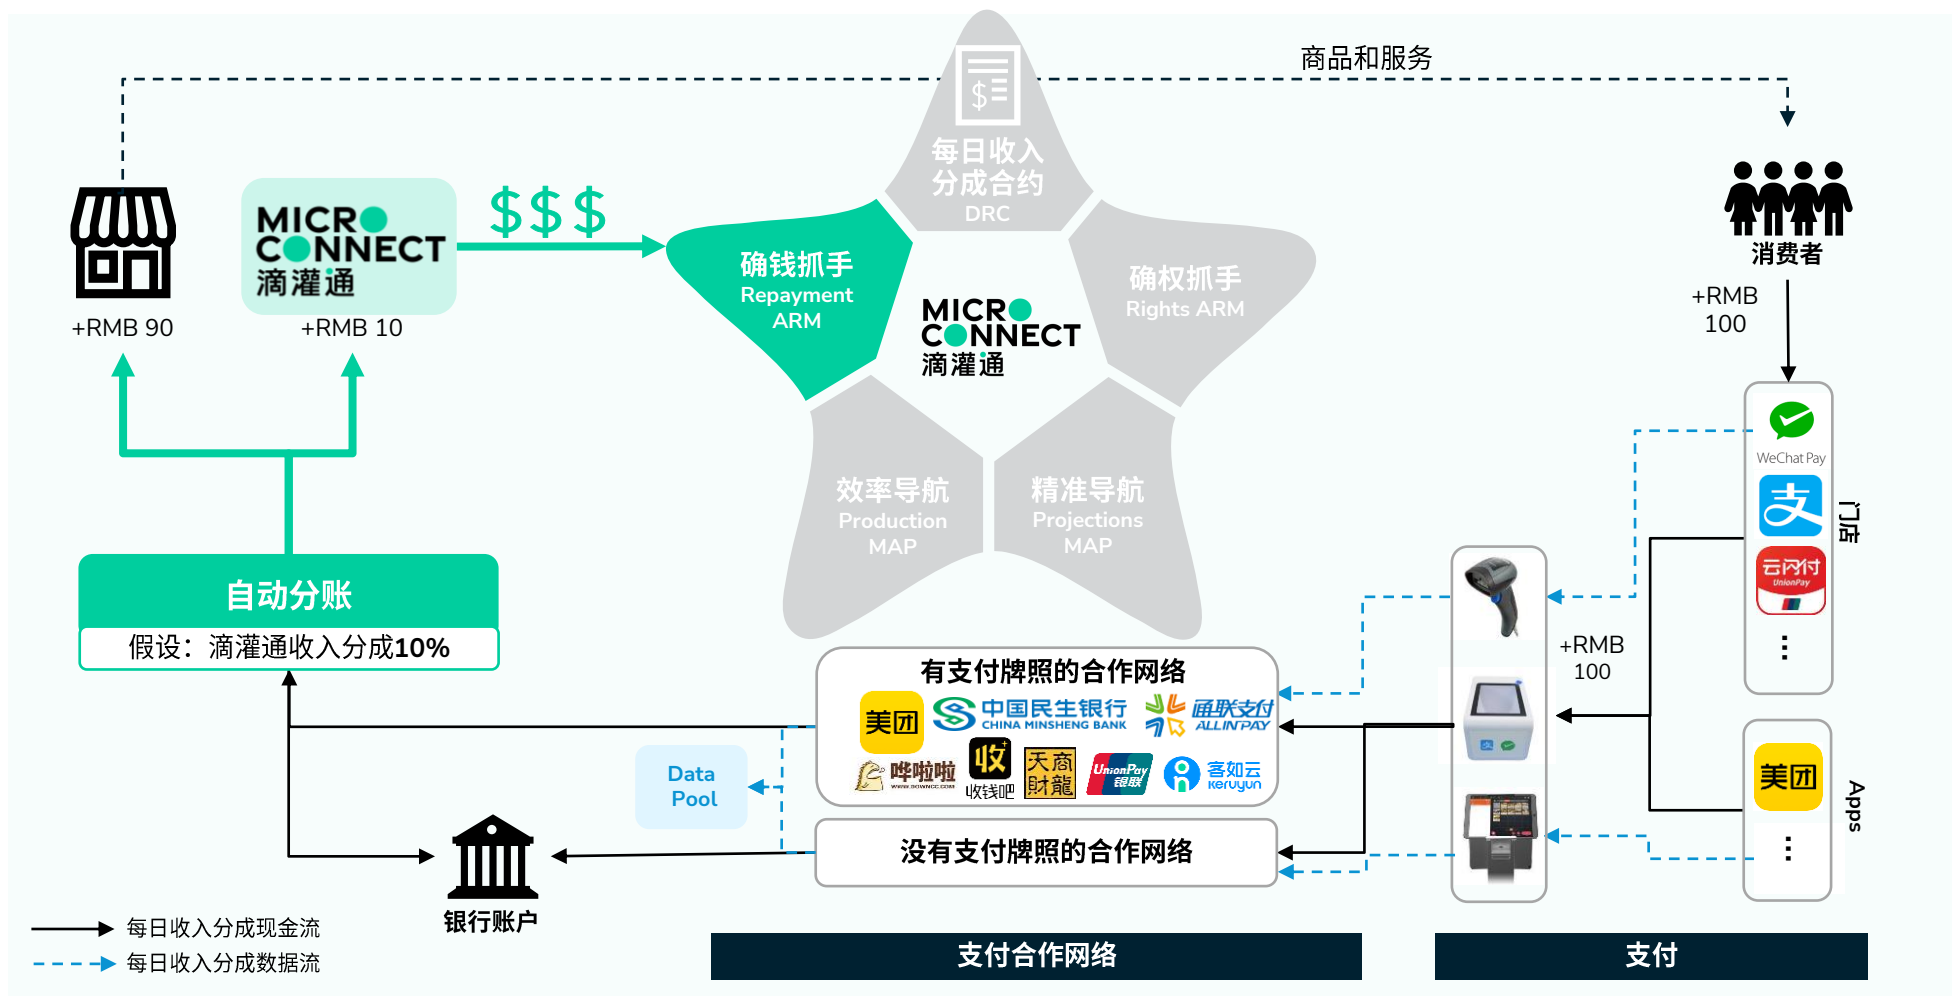 商品和服务
每日收入
分成合约
DRC
MICRO
CONNECT
滴灌通
+RMB 90
+RMB 10
$$$
确钱抓手
Repayment
ARM
确权抓手
Rights ARM
MICRO
CONNECT
滴灌通
效率导航
Production
MAP
精准导航
Projections
MAP
消费者
+RMB
100
WeChat Pay
支
云闪付
UnionPay
...
门店
美团
...
Apps
+RMB
100
自动分账
假设：滴灌通收入分成10%
有支付牌照的合作网络
美团
中国民生银行
CHINA MINSHENG BANK
通联支付
ALLINPAY
哗啦啦
收
收钱吧
天商
财龍
UnionPay
银联
客如云
keruyun
没有支付牌照的合作网络
Data
Pool
银行账户
每日收入分成现金流
每日收入分成数据流
支付合作网络
支付